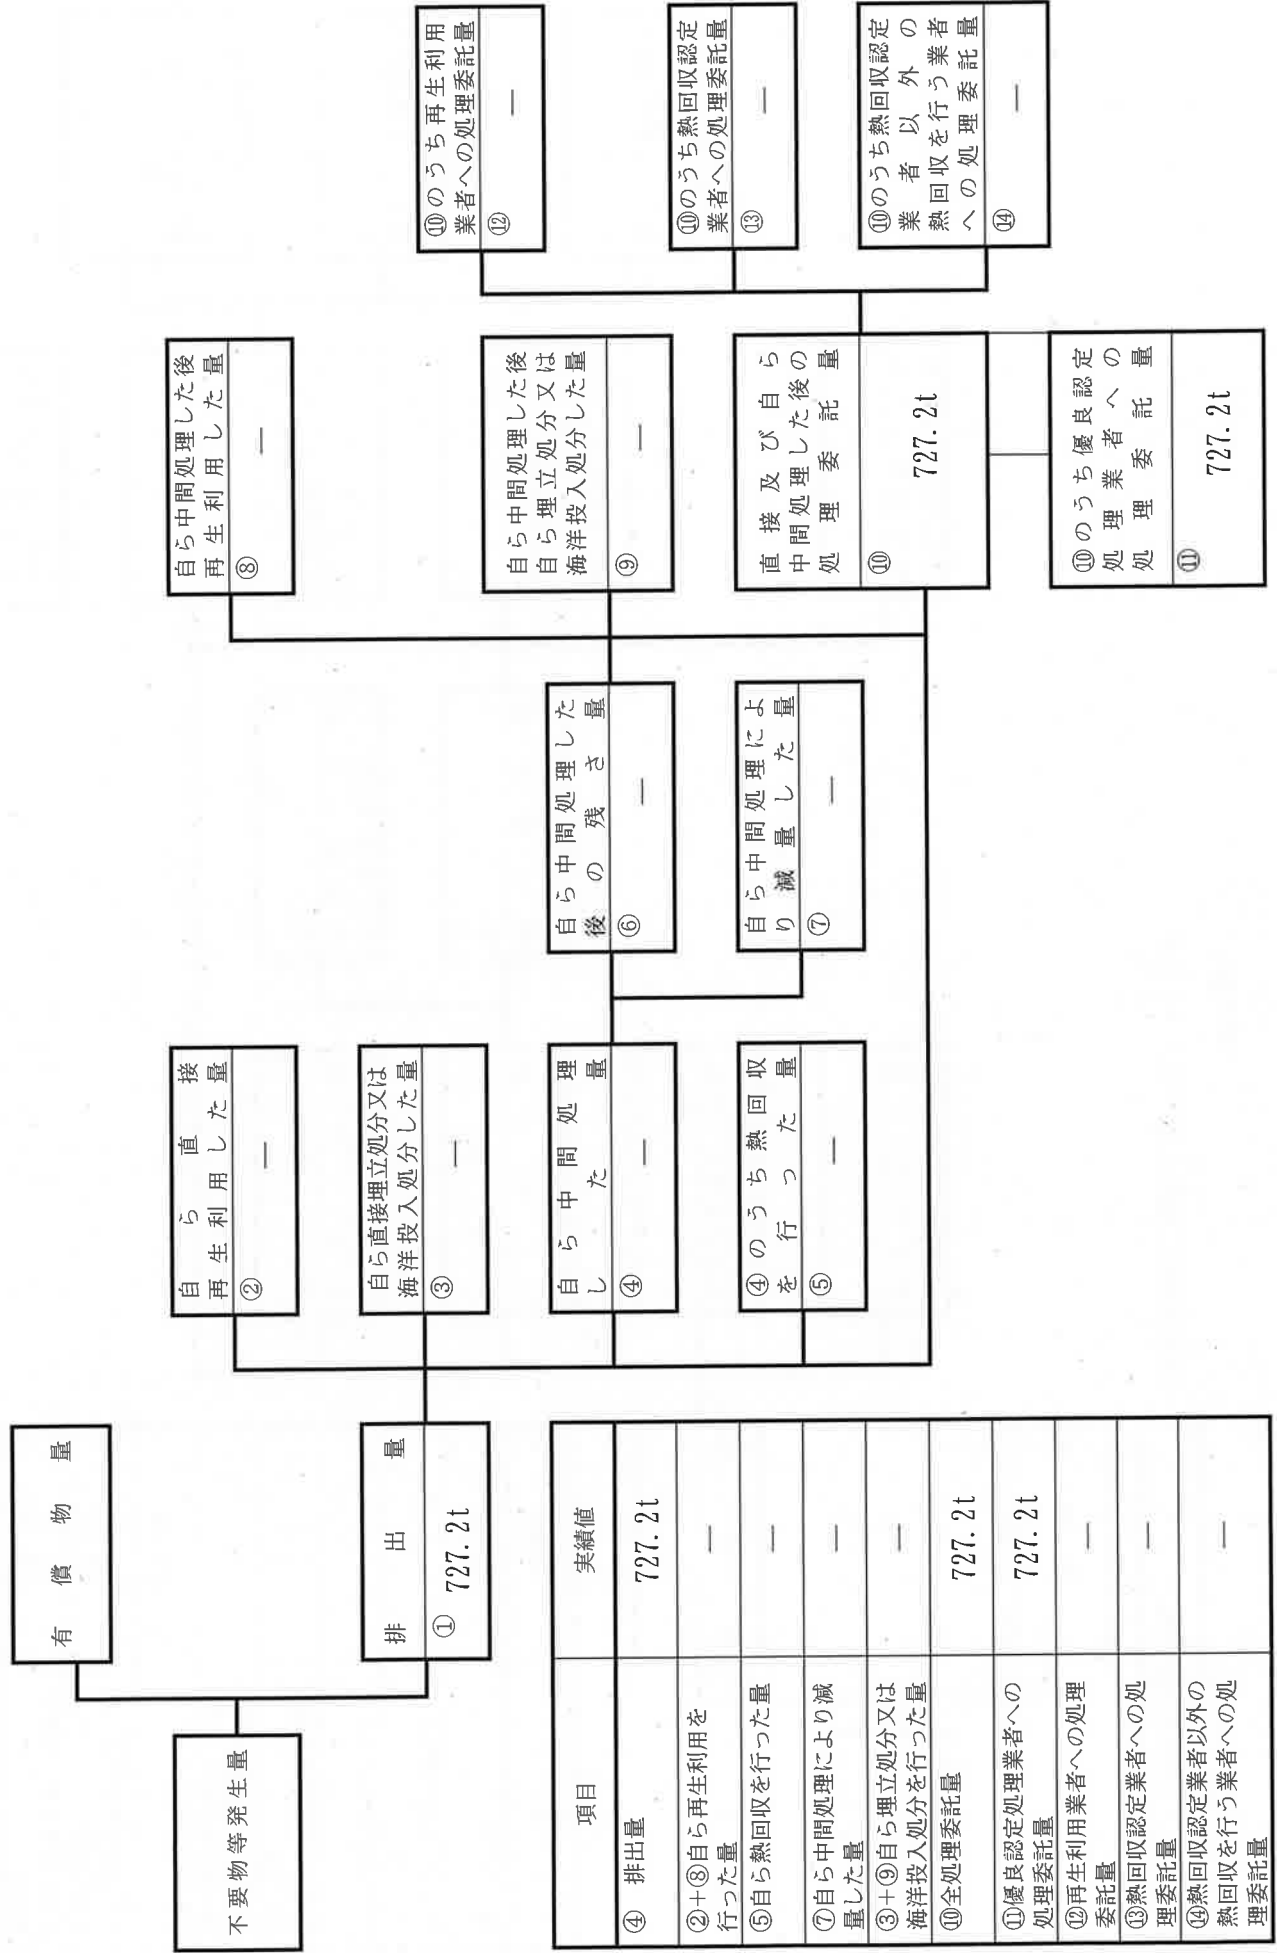 不要物等発生量
有償物量
排出量
① 727.2t
自ら直接
再生利用した量
②
—
自ら直接埋立処分又は
海洋投入処分した量
③
—
自ら中間処理
した量
④
—
④のうち熱回収
を行った量
⑤
—
自ら中間処理した
後の残さ量
⑥
—
自ら中間処理によ
り減量した量
⑦
—
自ら中間処理した後
再生利用した量
⑧
—
自ら中間処理した後
自ら埋立処分又は
海洋投入処分した量
⑨
—
直接及び自ら
中間処理した後の
処理委託量
⑩
727.2t
⑩のうち優良認定
処理業者への
処理委託量
⑪
727.2t
⑩のうち再生利用
業者への処理委託量
⑫
—
⑩のうち熱回収認定
業者への処理委託量
⑬
—
⑩のうち熱回収認定
業者以外の
熱回収を行う業者
への処理委託量
⑭
—
項目 実績値
④ 排出量 727.2t
②+⑧自ら再生利用を
行った量 —
⑤自ら熱回収を行った量 —
⑦自ら中間処理により減
量した量 —
③+⑨自ら埋立処分又は
海洋投入処分を行った量 —
⑩全処理委託量 727.2t
⑪優良認定処理業者への
処理委託量 727.2t
⑫再生利用業者への処理
委託量 —
⑬熱回収認定業者への処
理委託量 —
⑭熱回収認定業者以外の
熱回収を行う業者への処
理委託量 —